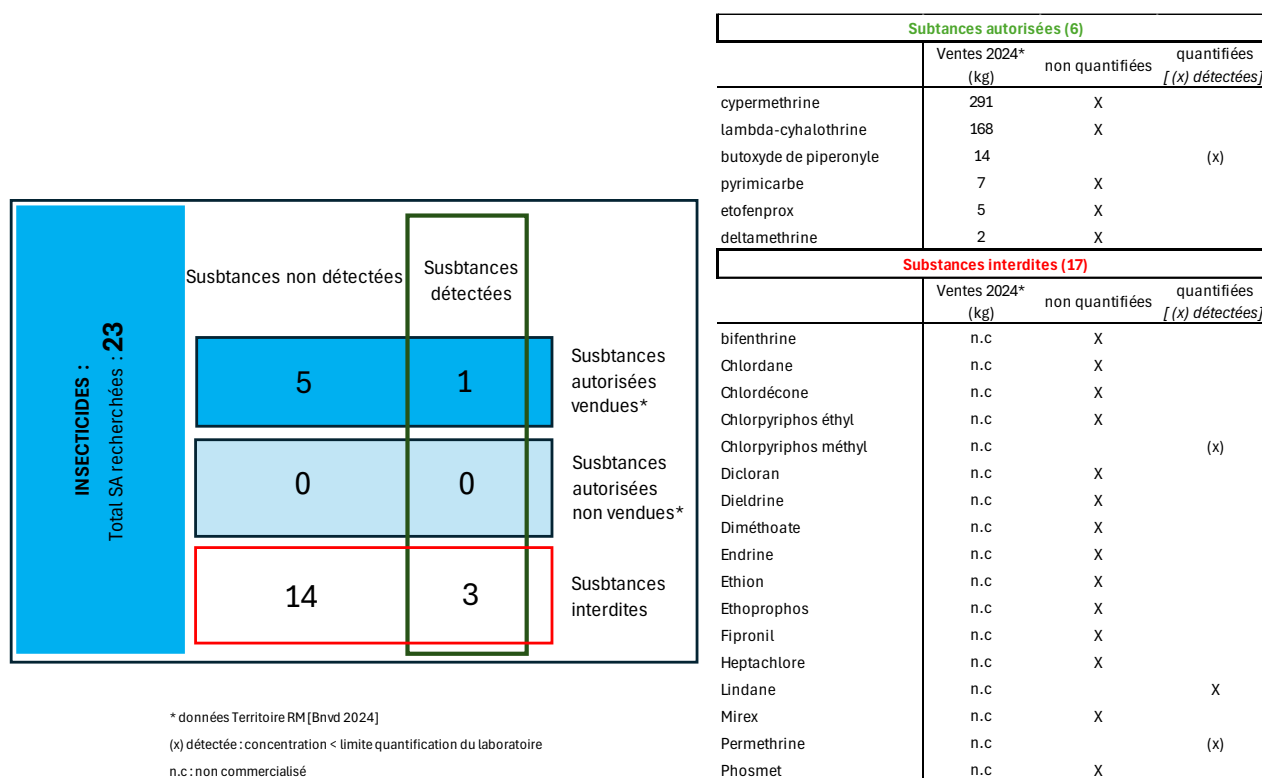 INSECTICIDES :
Total SA recherchées : 23
Susbtances non détectées
Susbtances
détectées
5
1
Susbtances
autorisées
vendues*
0
0
Susbtances
autorisées
non vendues*
14
3
Susbtances
interdites
* données Territoire RM [Bnvd 2024]
(x) détectée : concentration < limite quantification du laboratoire
n.c : non commercialisé
Subtances autorisées (6)
Ventes 2024*
(kg)
non quantifiées
quantifiées
[ (x) détectées]
cypermethrine 291 X
lambda-cyhalothrine 168 X
butoxyde de piperonyle 14 (x)
pyrimicarbe 7 X
etofenprox 5 X
deltamethrine 2 X
Substances interdites (17)
Ventes 2024*
(kg)
non quantifiées
quantifiées
[ (x) détectées]
bifenthrine n.c X
Chlordane n.c X
Chlordécone n.c X
Chlorpyriphos éthyl n.c X
Chlorpyriphos méthyl n.c (x)
Dicloran n.c X
Dieldrine n.c X
Diméthoate n.c X
Endrine n.c X
Ethion n.c X
Ethoprophos n.c X
Fipronil n.c X
Heptachlore n.c X
Lindane n.c X
Mirex n.c X
Permethrine n.c (x)
Phosmet n.c X